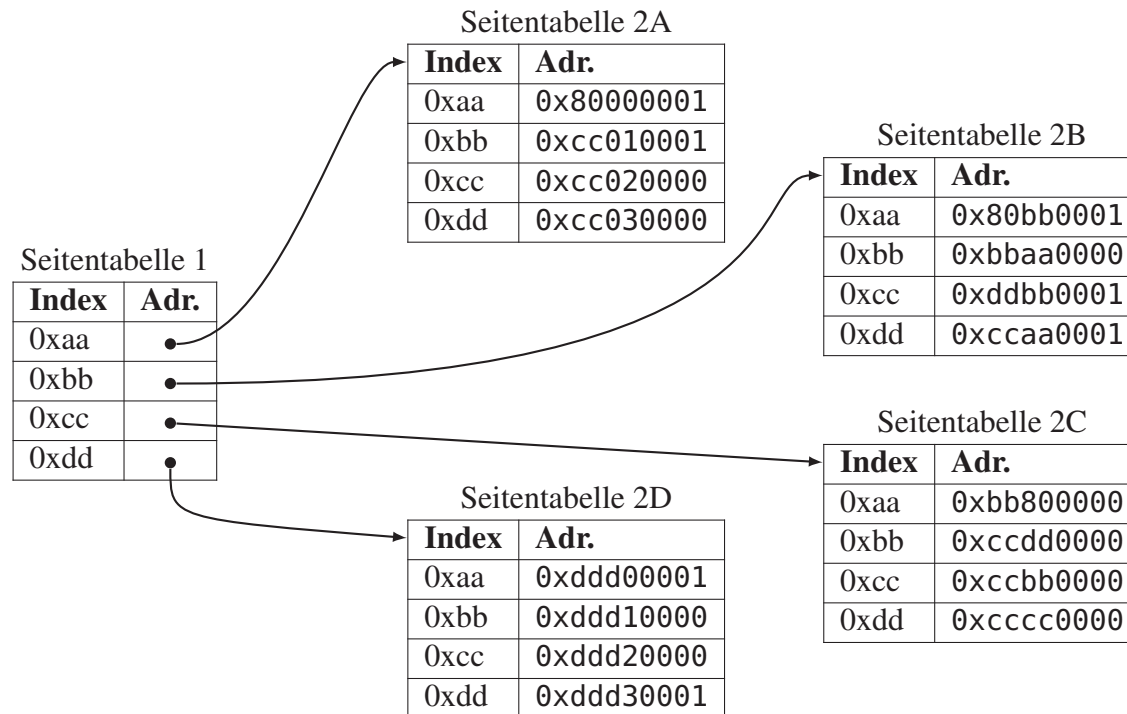 Seitentabelle 2A
Index Adr.
0xaa 0x80000001
0xbb 0xcc010001
0xcc 0xcc020000
0xdd 0xcc030000
Seitentabelle 2B
Index Adr.
0xaa 0x80bb0001
0xbb 0xbbaa0000
0xcc 0xddbb0001
0xdd 0xccaa0001
Seitentabelle 1
Index Adr.
0xaa
0xbb
0xcc
0xdd
Seitentabelle 2C
Index Adr.
0xaa 0xbb800000
0xbb 0xccdd0000
0xcc 0xccbb0000
0xdd 0xcccc0000
Seitentabelle 2D
Index Adr.
0xaa 0xddd00001
0xbb 0xddd10000
0xcc 0xddd20000
0xdd 0xddd30001